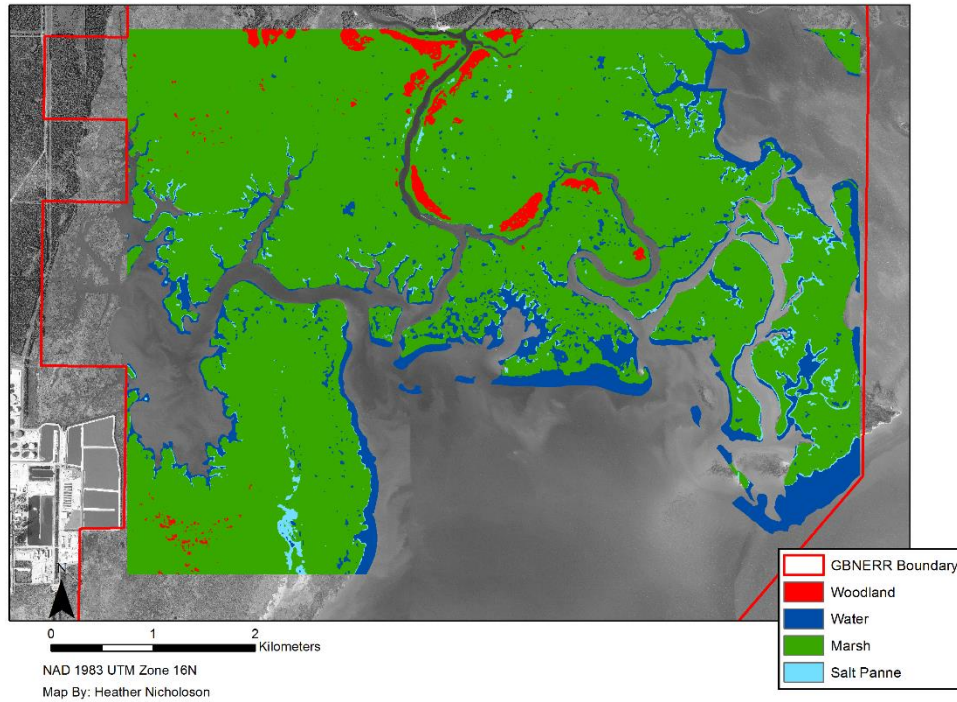 N
GBNERR Boundary
Woodland
Water
Marsh
Salt Panne
0 1 2
Kilometers
NAD 1983 UTM Zone 16N
Map By: Heather Nicholoson